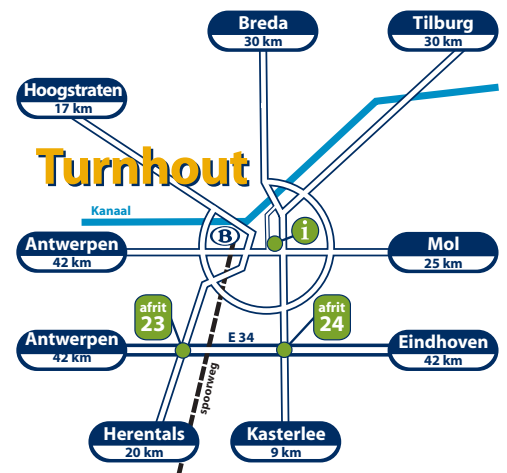 Breda
30 km
Tilburg
30 km
Hoogstraten
17 km
Turnhout
Kanaal
B
i
Antwerpen
42 km
Mol
25 km
afrit
23
afrit
24
E 34
Antwerpen
42 km
Eindhoven
42 km
spoorweg
Herentals
20 km
Kasterlee
9 km